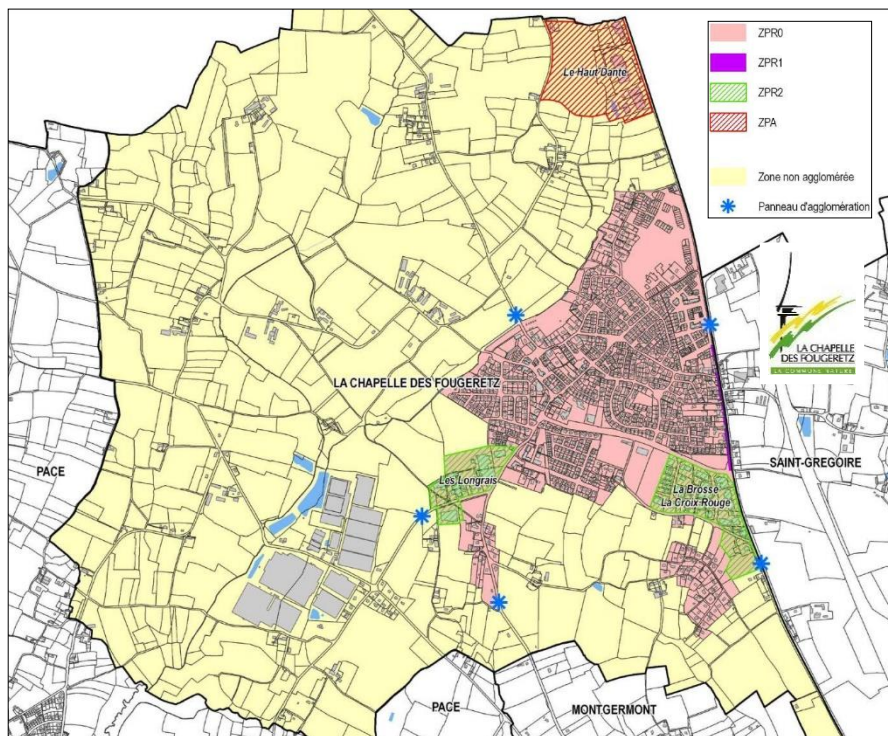 ZPR0
ZPR1
ZPR2
ZPA
Zone non agglomérée
Panneau d'agglomération
Le Haut Danté
LA CHAPELLE
DES FOUGERETZ
LA COMMUNE NATURE
LA CHAPELLE DES FOUGERETZ
PACE
SAINT-GREGOIRE
Les Longrais
La Brosse
La Croix Rouge
PACE
MONTGERMONT